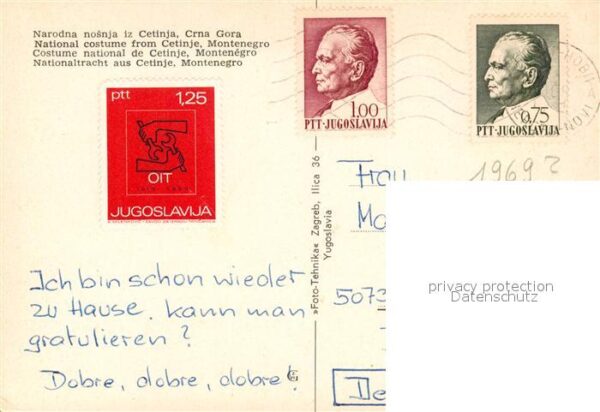 Narodna nošnja iz Cetinja, Crna Gora
National costume from Cetinje, Montenegro
Costume national de Cetinje, Monténégro
Nationaltracht aus Cetinje, Montenegro
ptt 1,25
OIT
JUGOSLAVIJA
1.00
PTT-JUGOSLAVIJA
0,75
PTT-JUGOSLAVIJA
1969?
»Foto-Tehnika« Zagreb, Ilica 36
Yugoslavia
Frau
5073
privacy protection
Datenschutz
Ich bin schon wieder
zu Hause, kann man
gratulieren?
Dobre, dobre, dobre!